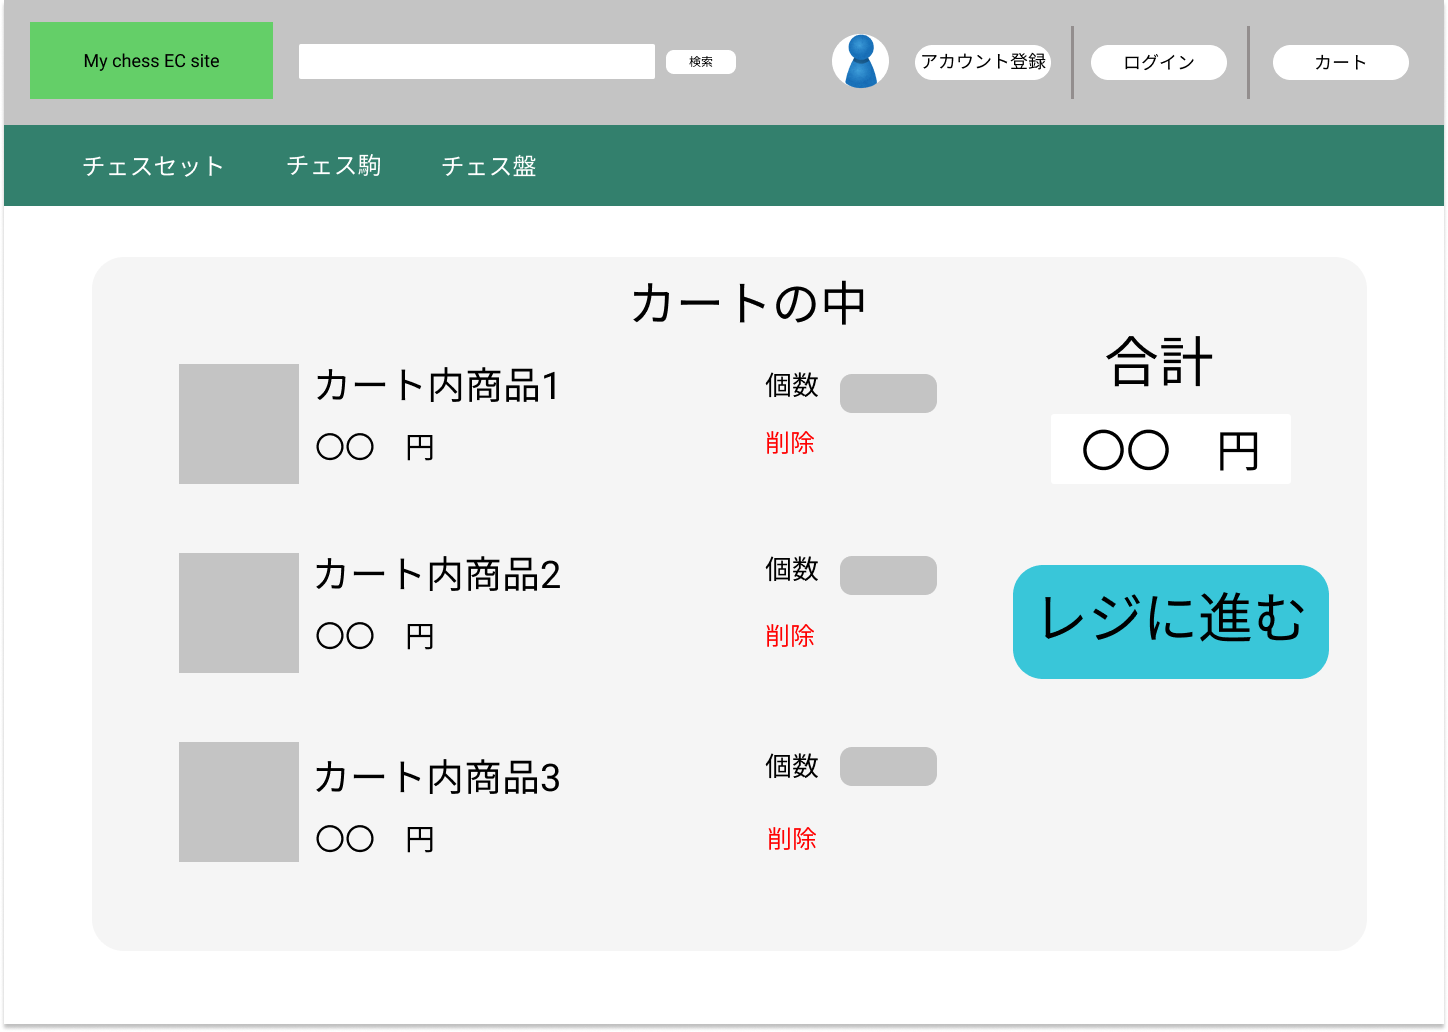 My chess EC site
検索
アカウント登録
ログイン
カート
チェスセット
チェス駒
チェス盤
カートの中
カート内商品1
〇〇　円
個数
削除
合計
〇〇　円
カート内商品2
〇〇　円
個数
削除
レジに進む
カート内商品3
〇〇　円
個数
削除